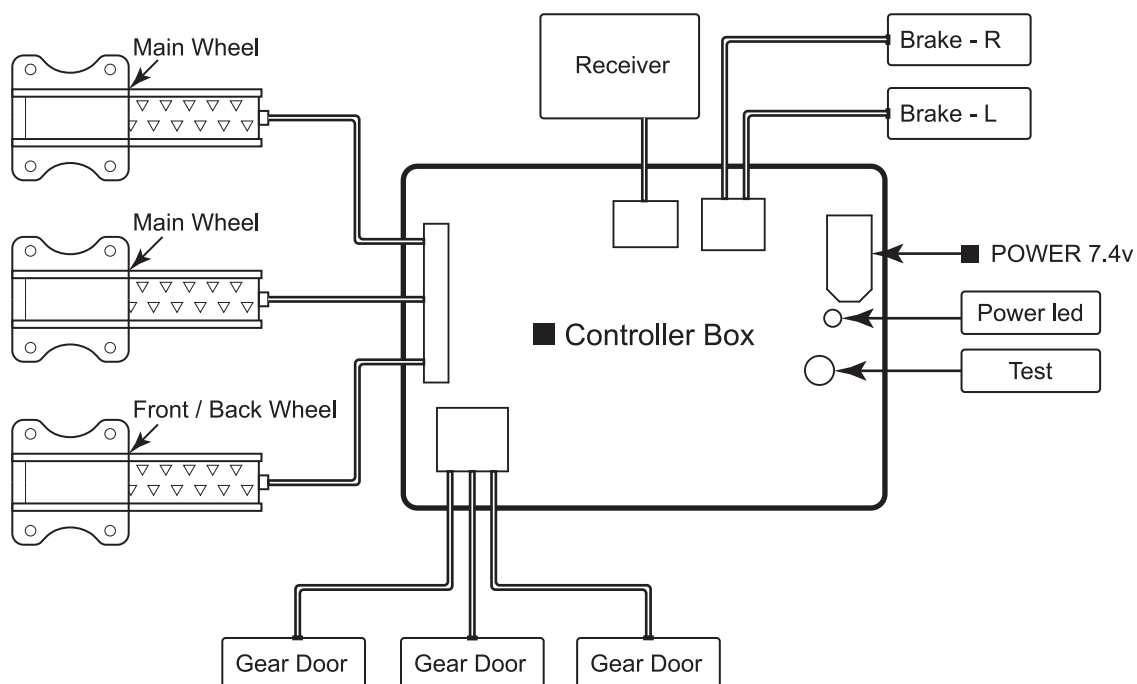 Main Wheel
Receiver
Brake - R
Brake - L
Main Wheel
■ POWER 7.4v
Power led
■ Controller Box
Test
Front / Back Wheel
Gear Door
Gear Door
Gear Door